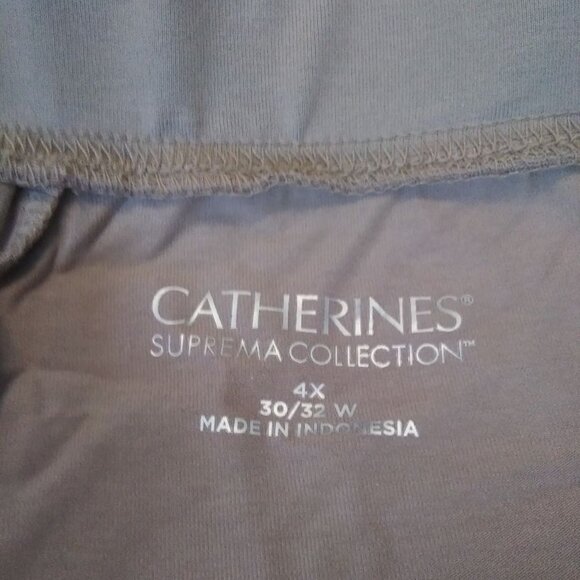 CATHERINES®
SUPREMA COLLECTION™
4X
30/32 W
MADE IN INDONESIA